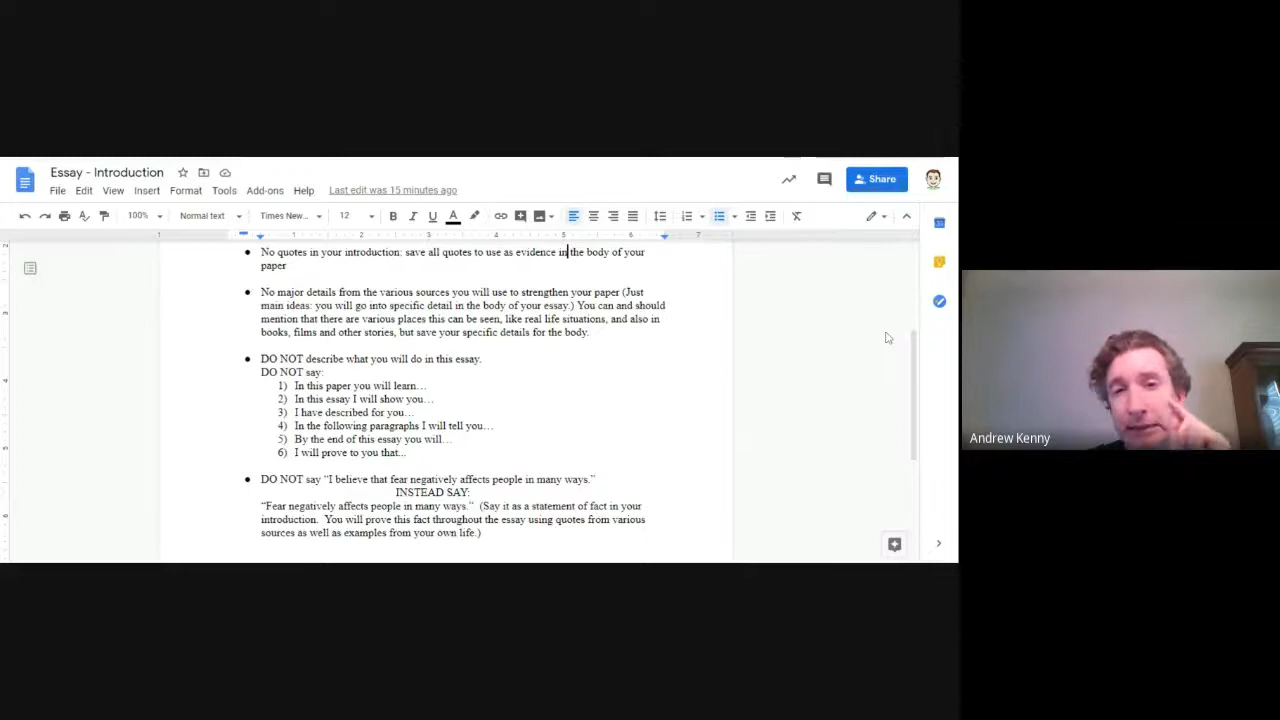 Essay - Introduction
File Edit View Insert Format Tools Add-ons Help Last edit was 15 minutes ago
Share
100% Normal text Times New... 12
1 1 2 3 4 5 6 7
● No quotes in your introduction: save all quotes to use as evidence in the body of your
paper
● No major details from the various sources you will use to strengthen your paper (Just
main ideas: you will go into specific detail in the body of your essay.) You can and should
mention that there are various places this can be seen, like real life situations, and also in
books, films and other stories, but save your specific details for the body.
● DO NOT describe what you will do in this essay.
DO NOT say:
1) In this paper you will learn…
2) In this essay I will show you…
3) I have described for you…
4) In the following paragraphs I will tell you…
5) By the end of this essay you will…
6) I will prove to you that...
● DO NOT say “I believe that fear negatively affects people in many ways.”
INSTEAD SAY:
“Fear negatively affects people in many ways.” (Say it as a statement of fact in your
introduction. You will prove this fact throughout the essay using quotes from various
sources as well as examples from your own life.)
Andrew Kenny